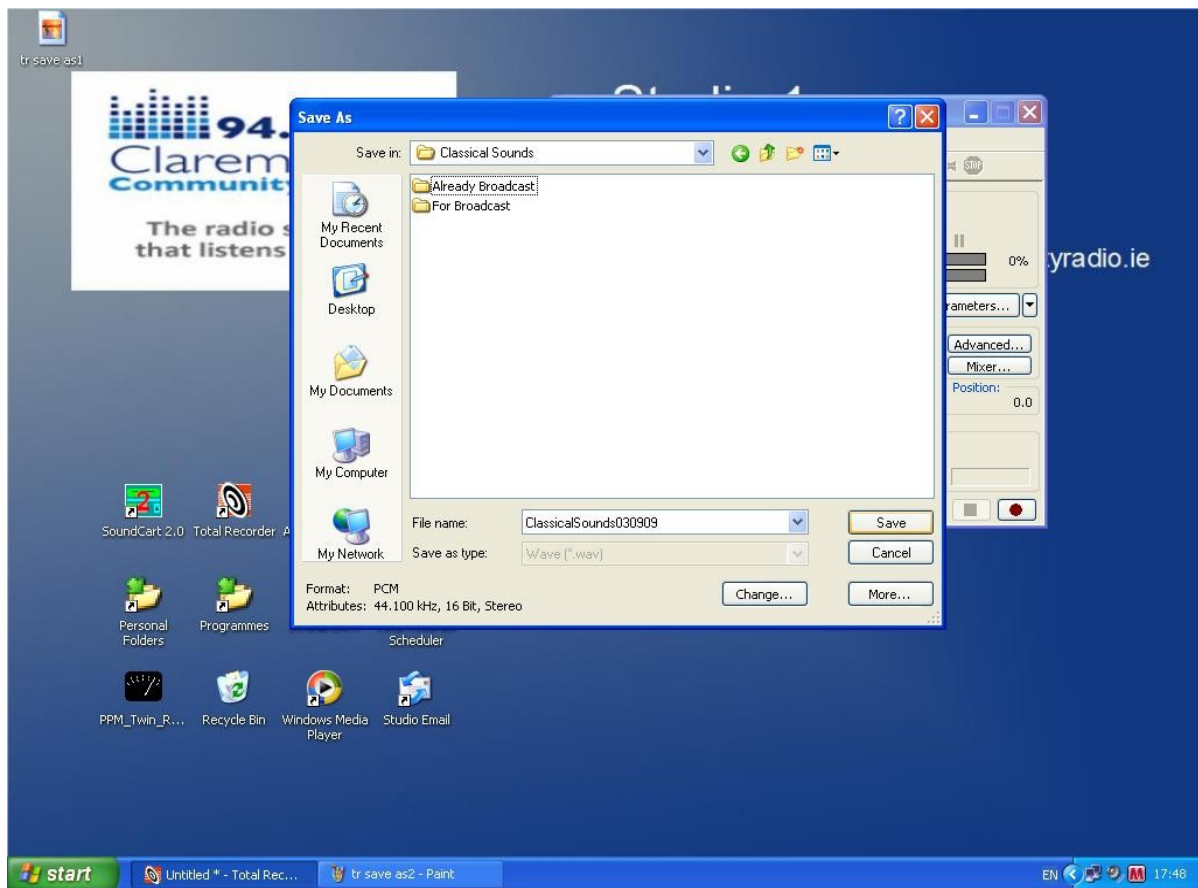 tr save as1
94.
Clarem
Community
The radio s
that listens
Save As
Save in:
Classical Sounds
Already Broadcast
For Broadcast
My Recent
Documents
Desktop
My Documents
My Computer
My Network
File name:
ClassicalSounds030909
Save
Save as type:
Wave (*.wav)
Cancel
Format: PCM
Attributes: 44.100 kHz, 16 Bit, Stereo
Change...
More...
STOP
0%
yradio.ie
rameters...
Advanced...
Mixer...
Position:
0.0
2
SoundCart 2.0
Total Recorder
A
Personal
Folders
Programmes
Scheduler
PPM_Twin_R...
Recycle Bin
Windows Media
Player
Studio Email
start
Untitled * - Total Rec...
tr save as2 - Paint
EN
M
17:48